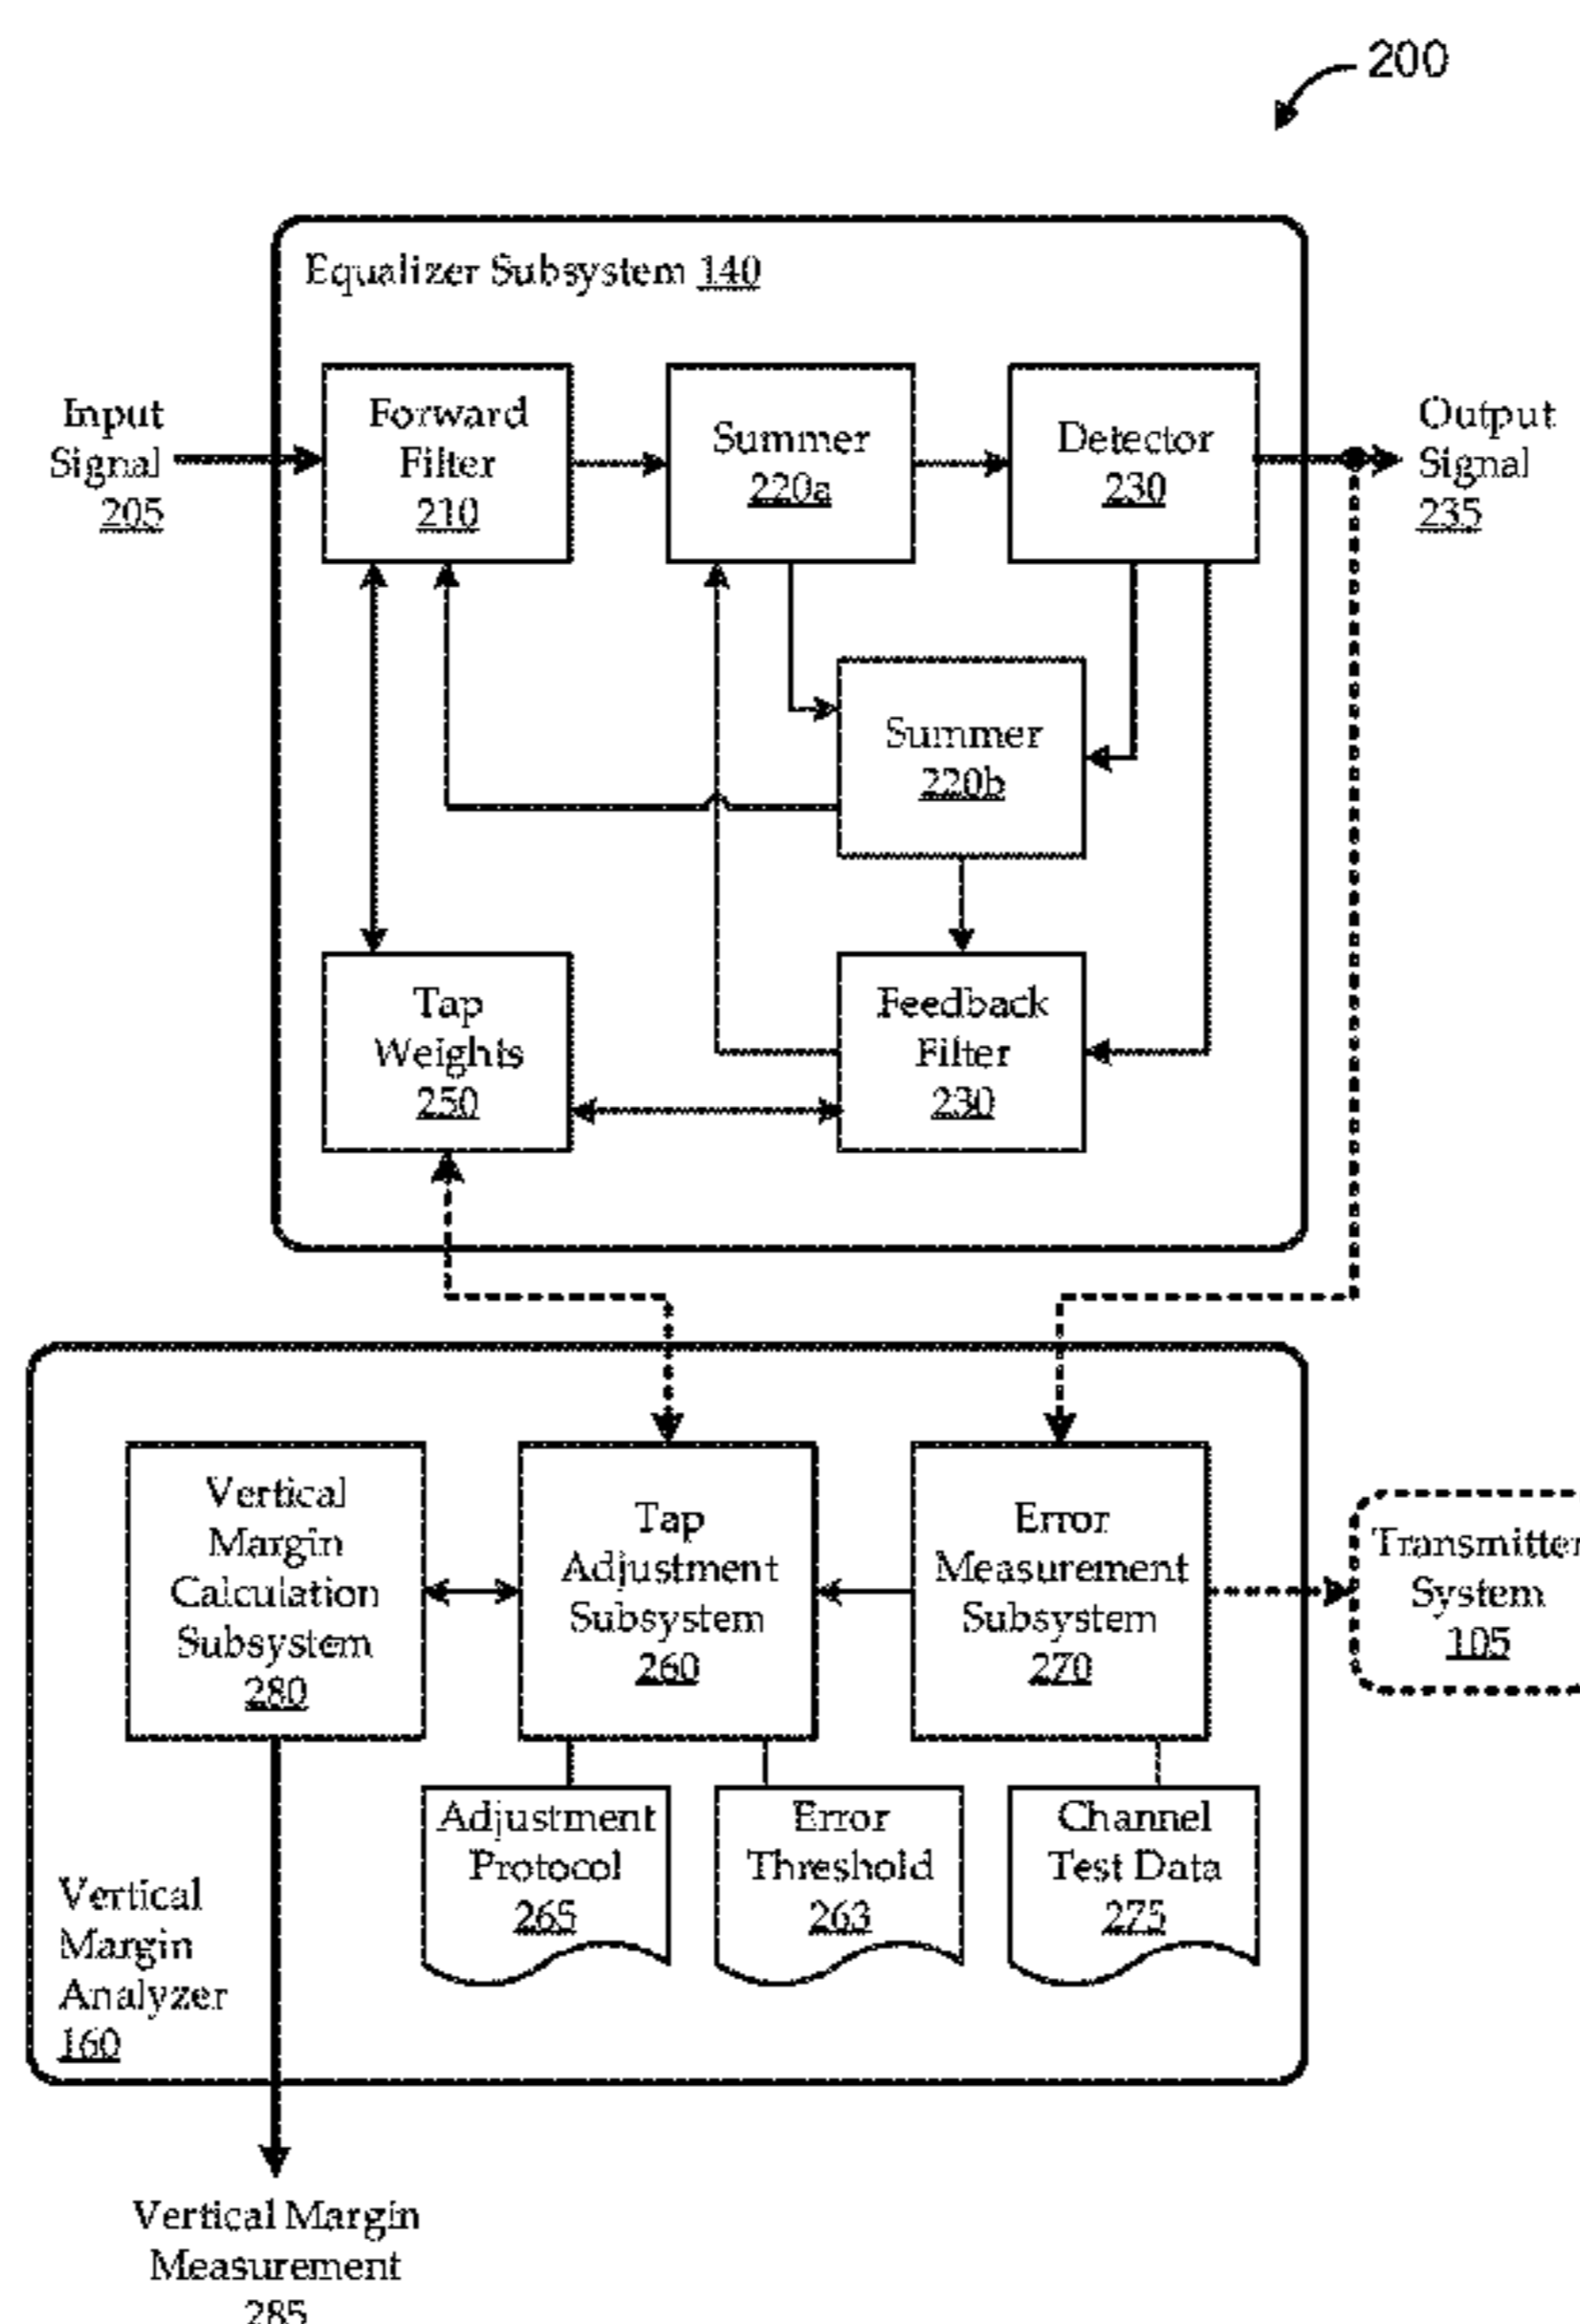 200
Equalizer Subsystem 140
Input
Signal
205
Forward
Filter
210
Summer
220a
Detector
230
Output
Signal
235
Summer
220b
Tap
Weights
250
Feedback
Filter
230
Vertical
Margin
Calculation
Subsystem
280
Tap
Adjustment
Subsystem
260
Error
Measurement
Subsystem
270
Transmitter
System
105
Adjustment
Protocol
265
Error
Threshold
263
Channel
Test Data
275
Vertical
Margin
Analyzer
160
Vertical Margin
Measurement
285